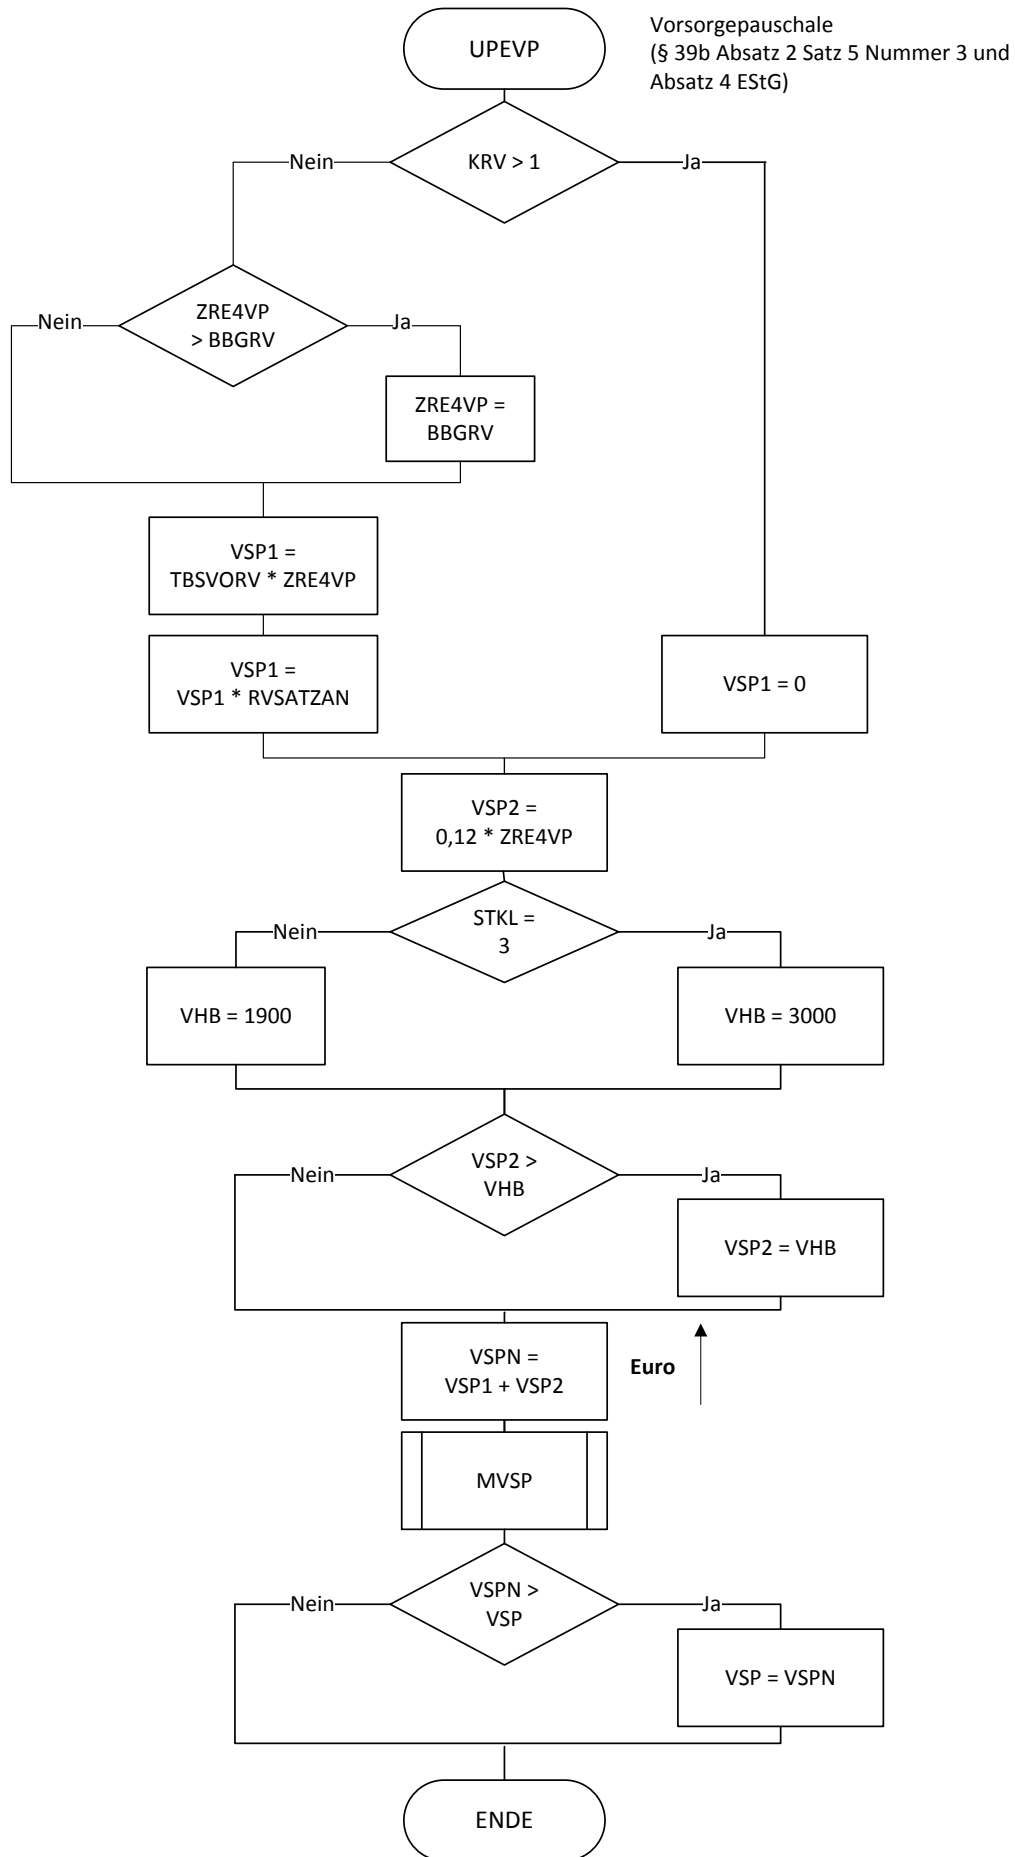 UPEVP
Vorsorgepauschale
(§ 39b Absatz 2 Satz 5 Nummer 3 und
Absatz 4 EStG)
KRV > 1
Nein
Ja
ZRE4VP
> BBGRV
Nein
Ja
ZRE4VP =
BBGRV
VSP1 =
TBSVORV * ZRE4VP
VSP1 =
VSP1 * RVSATZAN
VSP1 = 0
VSP2 =
0,12 * ZRE4VP
STKL =
3
Nein
Ja
VHB = 1900
VHB = 3000
VSP2 >
VHB
Nein
Ja
VSP2 = VHB
VSPN =
VSP1 + VSP2
Euro
MVSP
VSPN >
VSP
Nein
Ja
VSP = VSPN
ENDE